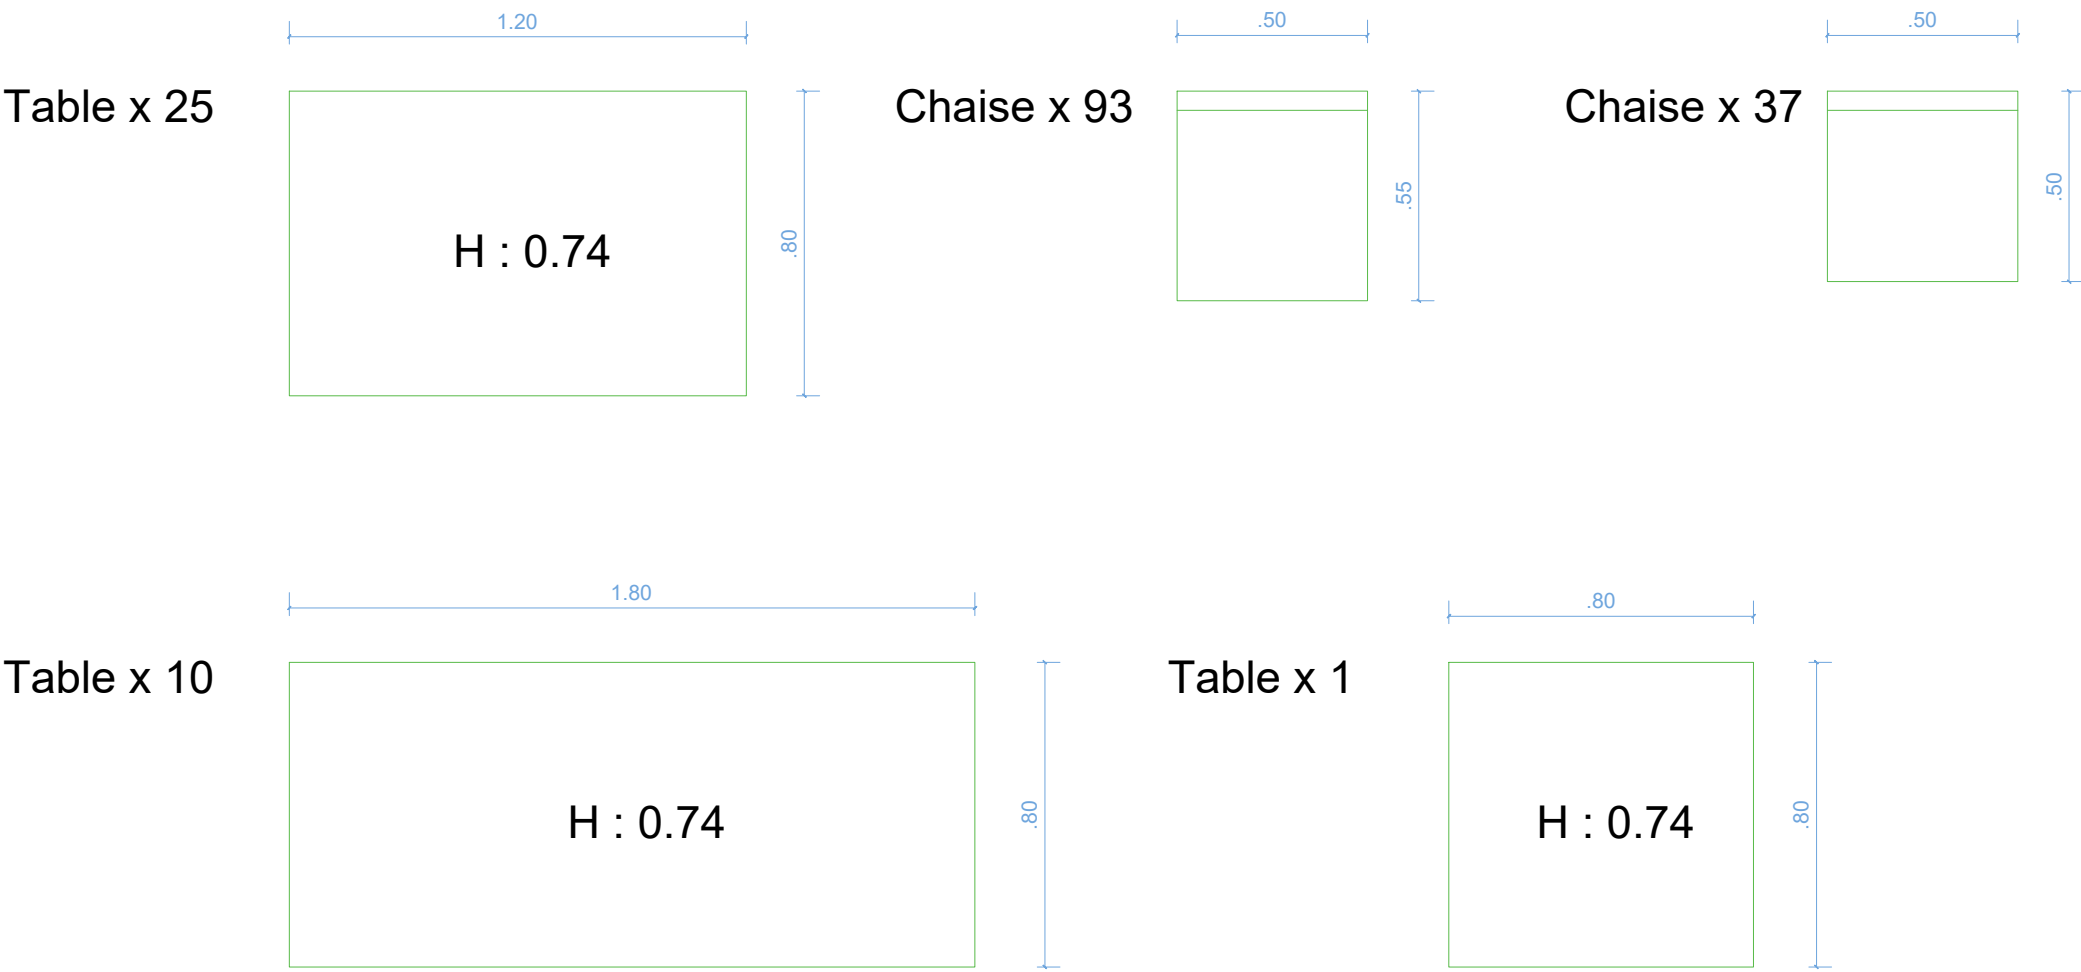 1.20
.50
.50
Table x 25
Chaise x 93
Chaise x 37
H : 0.74
.80
.55
.50
1.80
.80
Table x 10
Table x 1
H : 0.74
.80
H : 0.74
.80